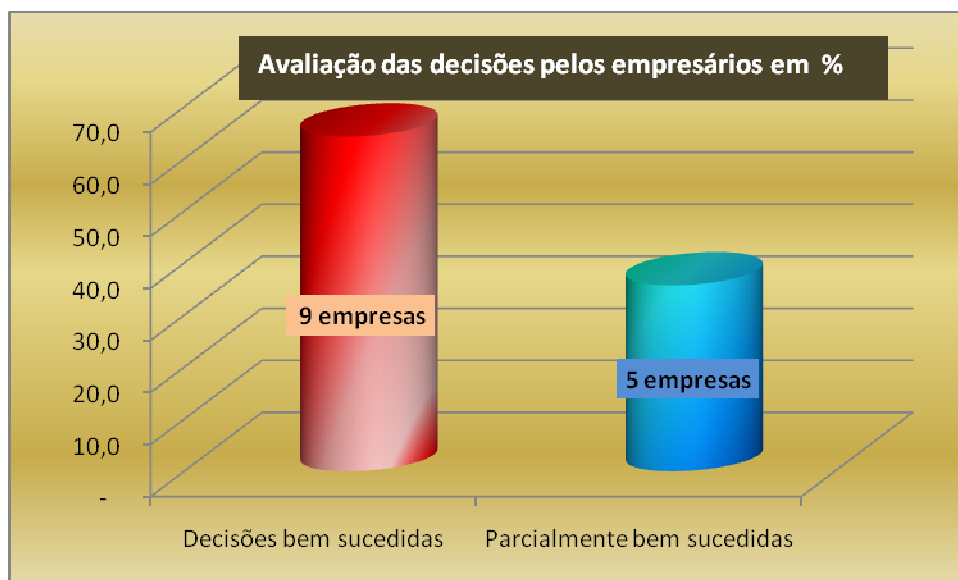 Avaliação das decisões pelos empresários em %
70,0
60,0
50,0
40,0
30,0
20,0
10,0
-
9 empresas
5 empresas
Decisões bem sucedidas
Parcialmente bem sucedidas